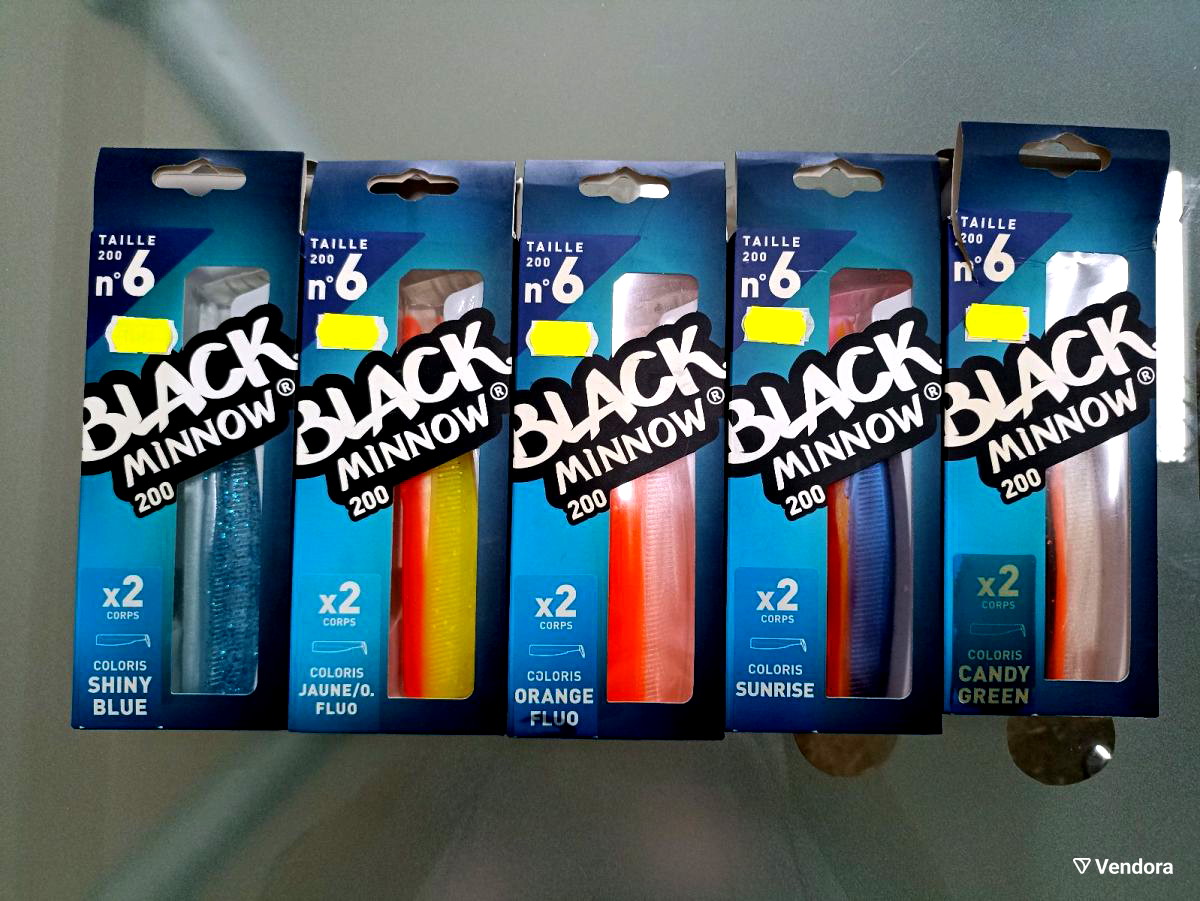 TAILLE
200
n°6
BLACK
MINNOW®
200
x2
CORPS
COLORIS
SHINY
BLUE
TAILLE
200
n°6
BLACK
MINNOW®
200
x2
CORPS
COLORIS
JAUNE/O.
FLUO
TAILLE
200
n°6
BLACK
MINNOW®
200
x2
CORPS
COLORIS
ORANGE
FLUO
TAILLE
200
n°6
BLACK
MINNOW®
200
x2
CORPS
COLORIS
SUNRISE
TAILLE
200
n°6
BLACK
MINNOW®
200
x2
CORPS
COLORIS
CANDY
GREEN
Vendora